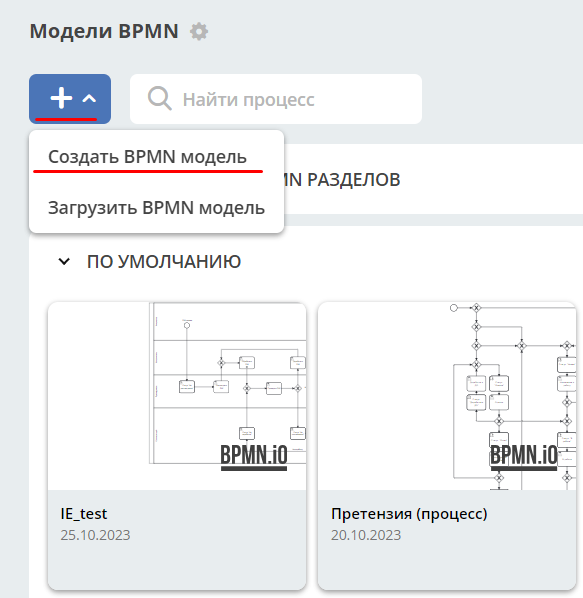 Модели BPMN
Найти процесс
Создать BPMN модель
РАЗДЕЛОВ
Загрузить BPMN модель
ПО УМОЛЧАНИЮ
BPMN.iO
BPMN.iO
IE_test
Претензия (процесс)
25.10.2023
20.10.2023